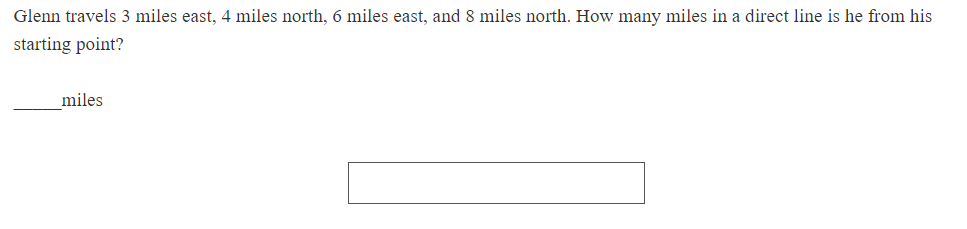 Glenn travels 3 miles east, 4 miles north, 6 miles east, and 8 miles north. How many miles in a direct line is he from his
starting point?
_____miles